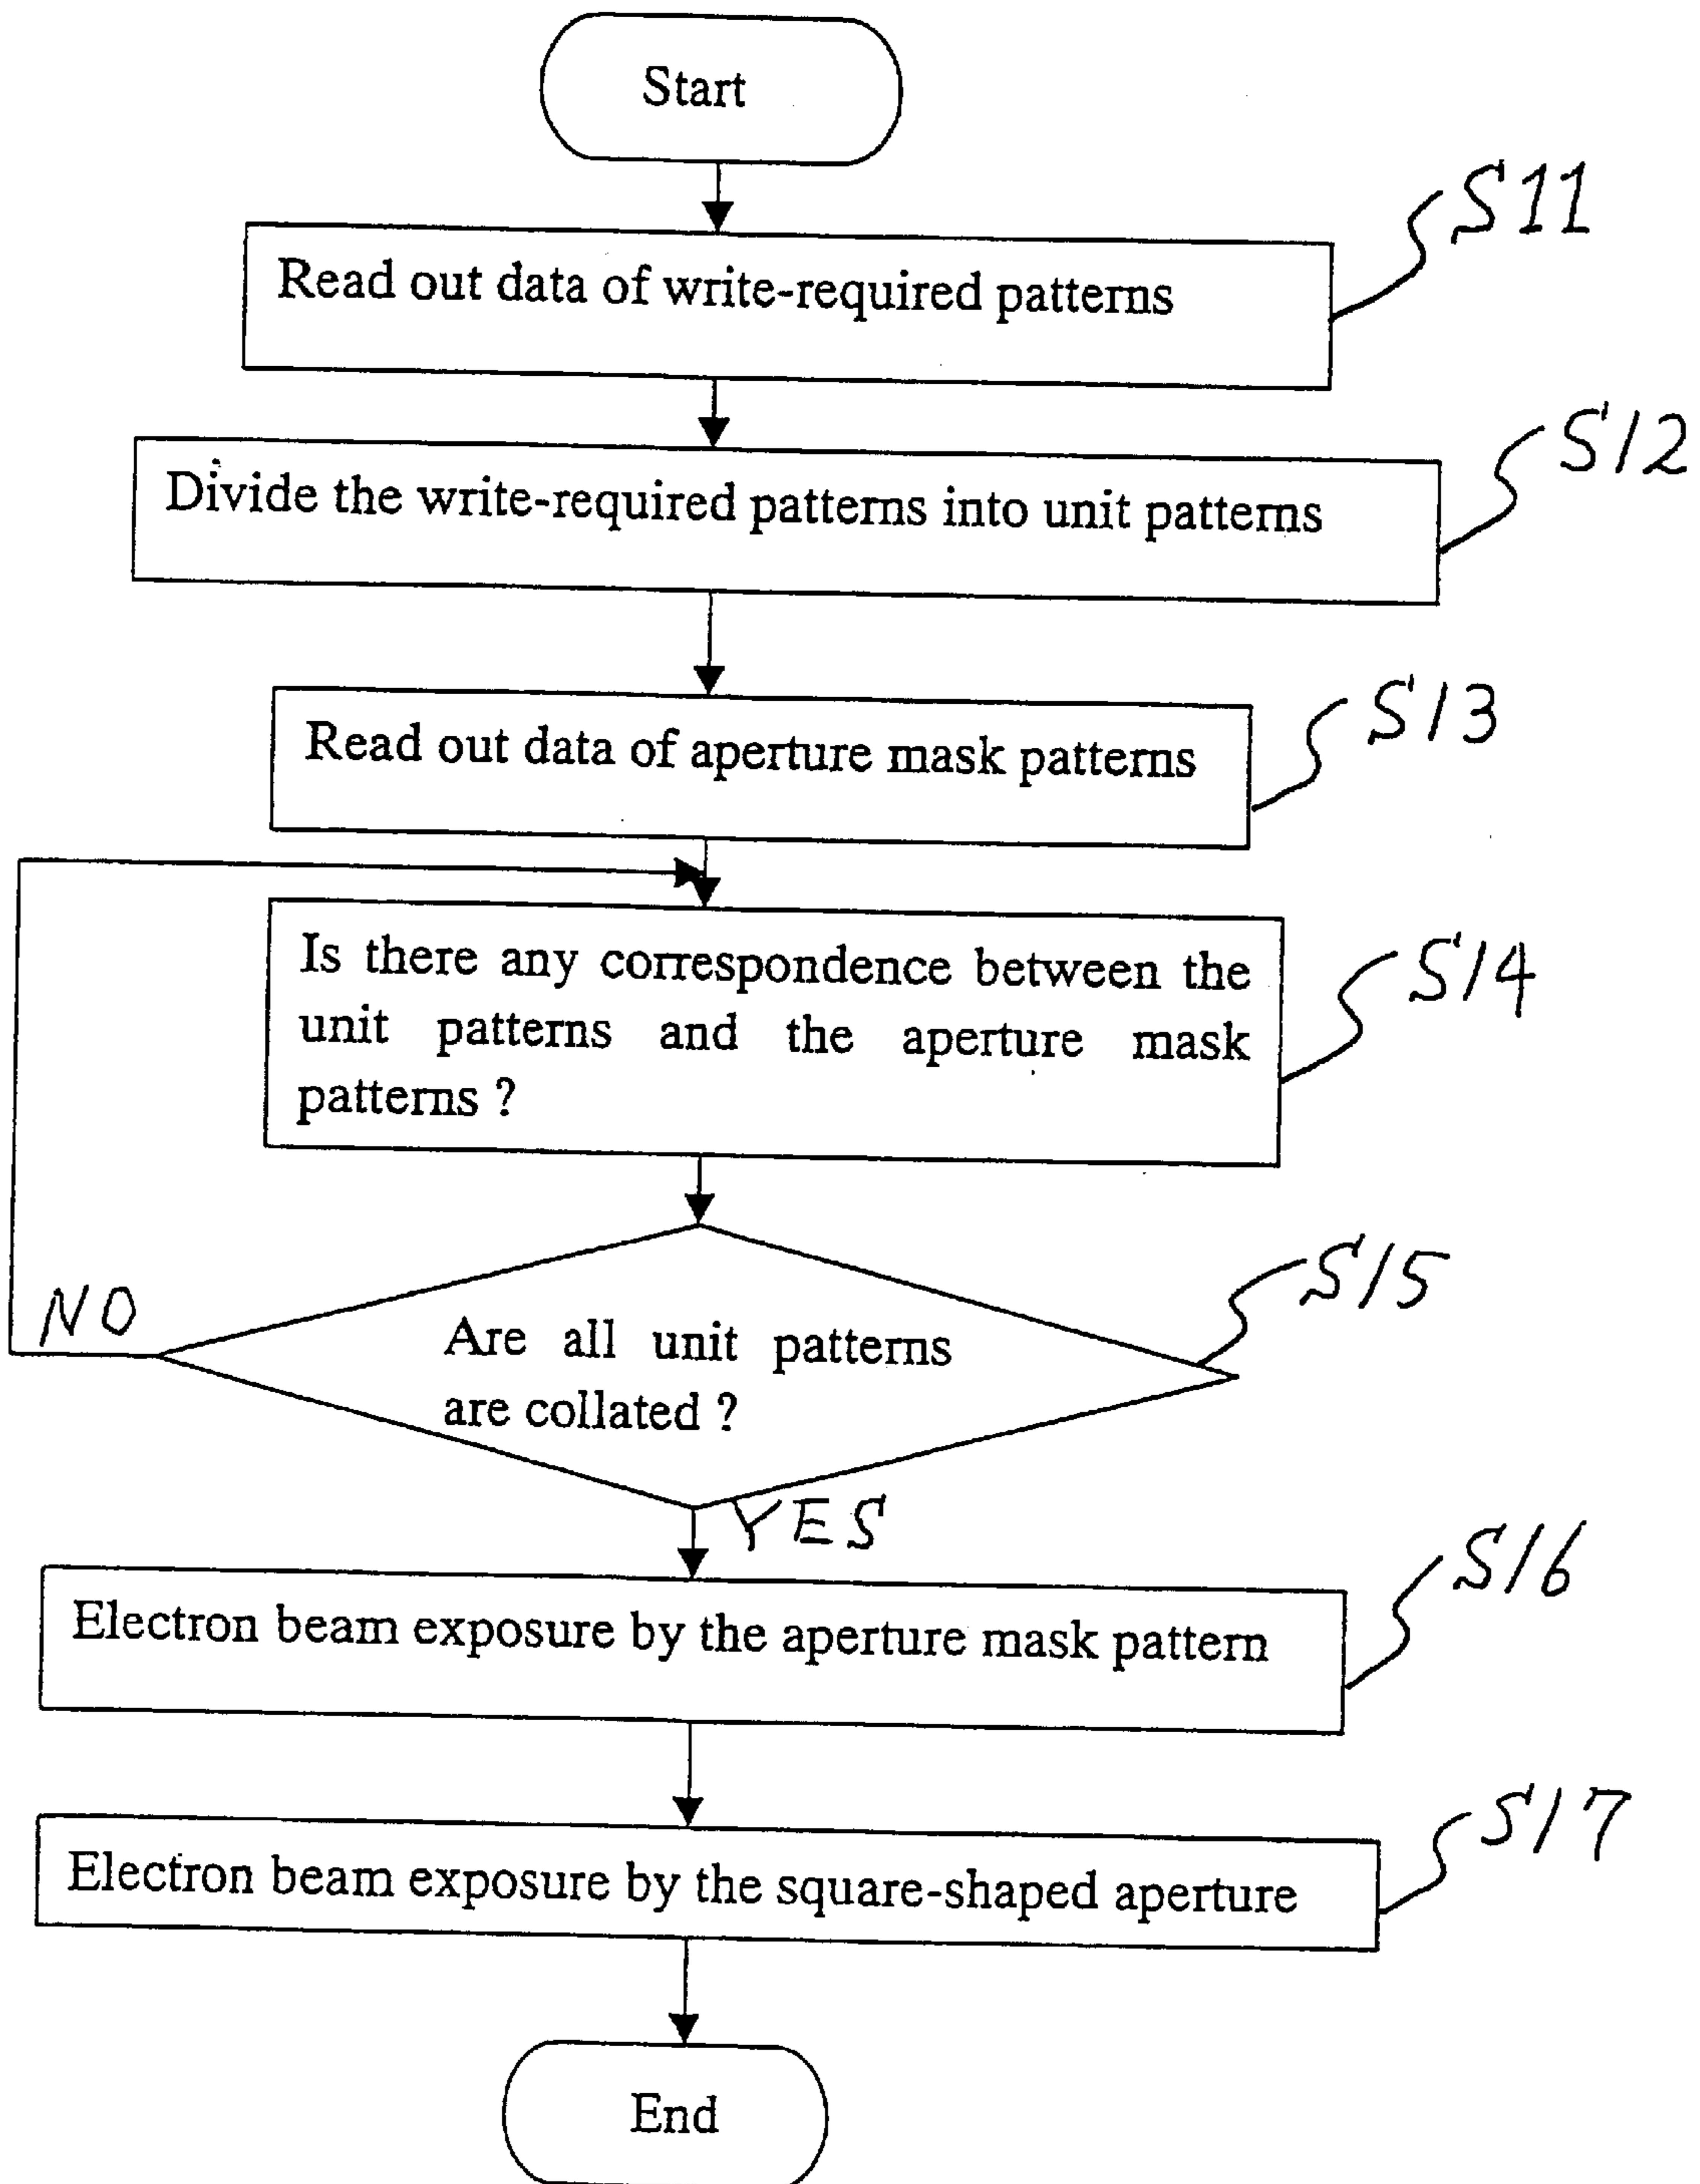 Start
S11
Read out data of write-required patterns
S12
Divide the write-required patterns into unit patterns
S13
Read out data of aperture mask patterns
S14
Is there any correspondence between the
unit patterns and the aperture mask
patterns ?
S15
NO
Are all unit patterns
are collated ?
YES
S16
Electron beam exposure by the aperture mask pattern
S17
Electron beam exposure by the square-shaped aperture
End